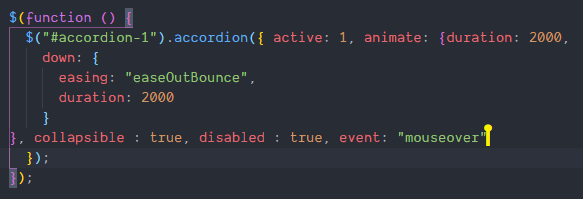 $(function () {
  $("#accordion-1").accordion({ active: 1, animate: {duration: 2000,
    down: {
      easing: "easeOutBounce",
      duration: 2000
    }
}, collapsible : true, disabled : true, event: "mouseover"
  });
});